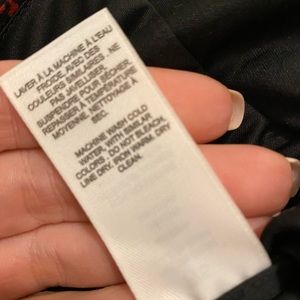 LAVER À LA MACHINE À L'EAU
FROIDE, AVEC DES
COULEURS SIMILAIRES - NE
PAS JAVELLISER.
SUSPENDRE POUR SÉCHER.
REPASSER À TEMPÉRATURE
MOYENNE. NETTOYAGE À
SEC.
MACHINE WASH COLD
WATER, WITH SIMILAR
COLORS - DO NOT BLEACH.
LINE DRY. IRON WARM. DRY
CLEAN.